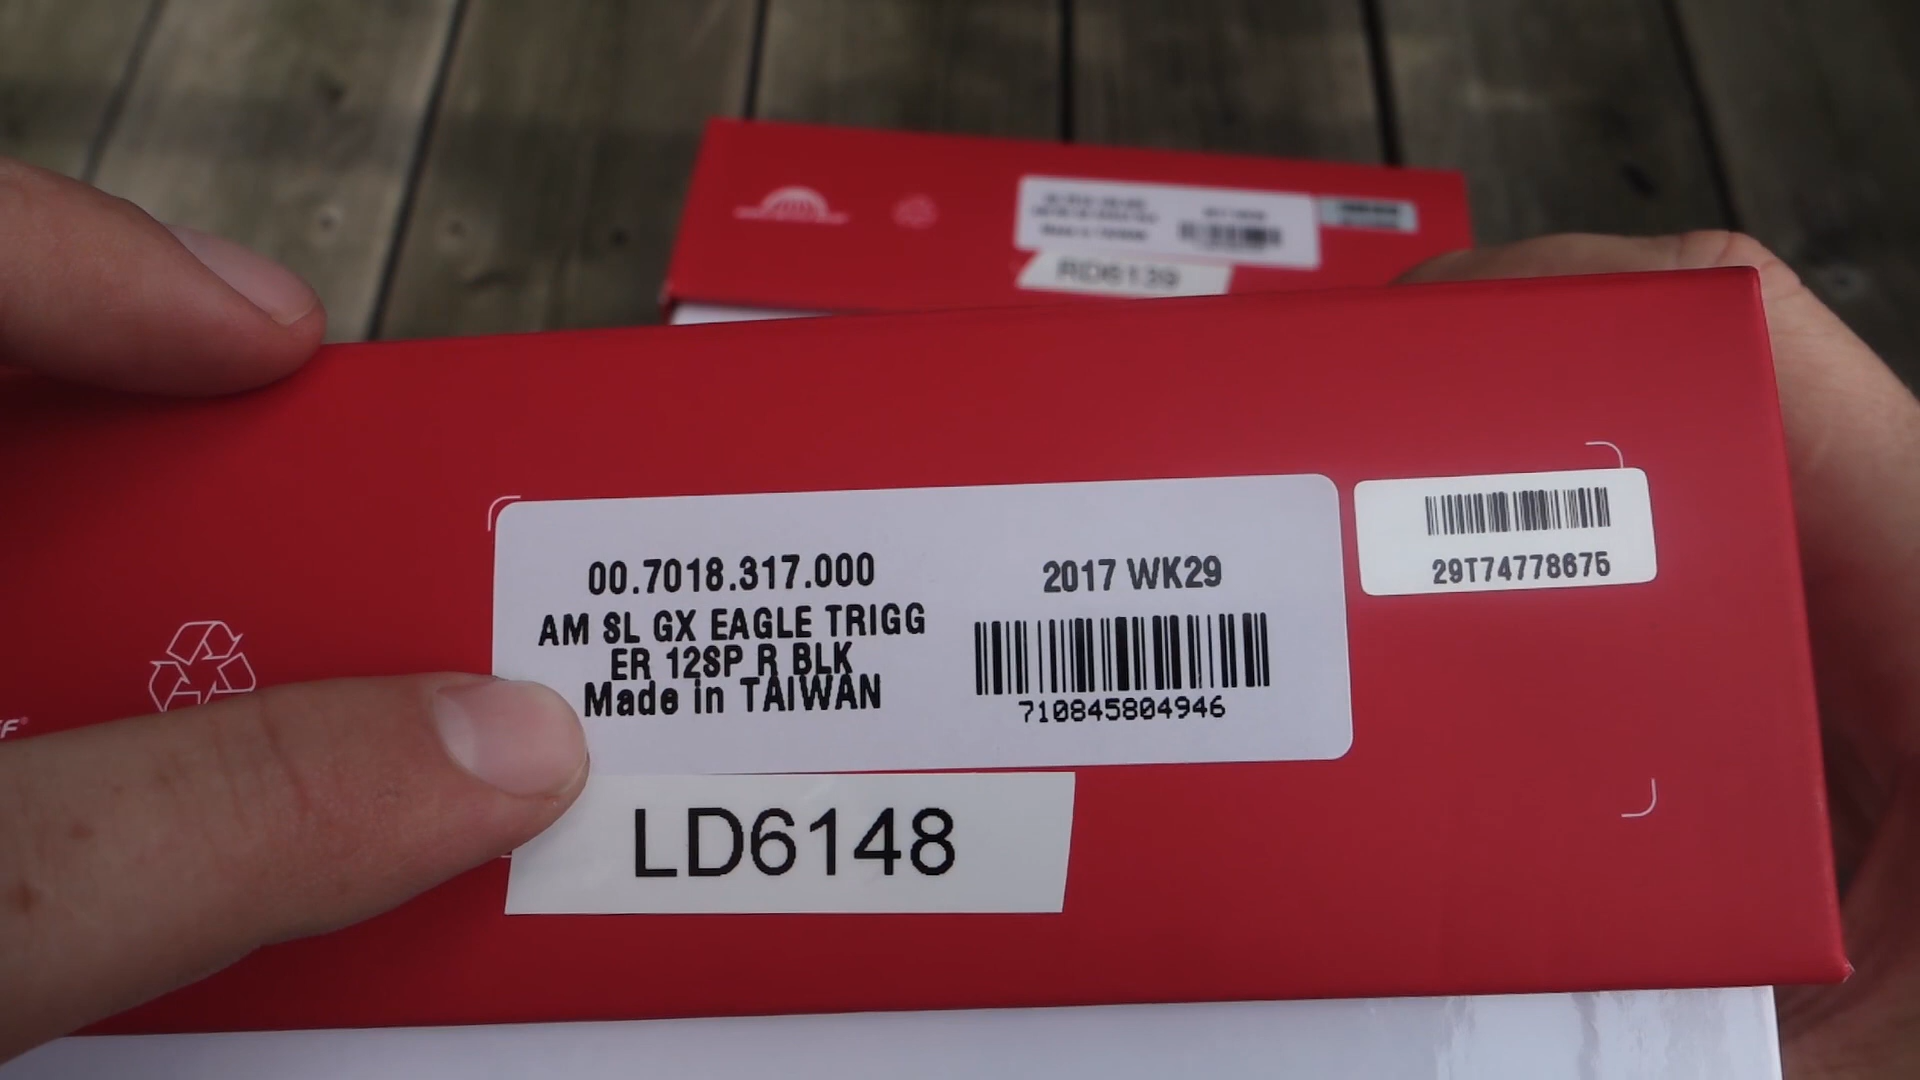 RD6139
00.7018.317.000
AM SL GX EAGLE TRIGG
ER 12SP R BLK
Made in TAIWAN
2017 WK29
710845804946
29T74778675
LD6148